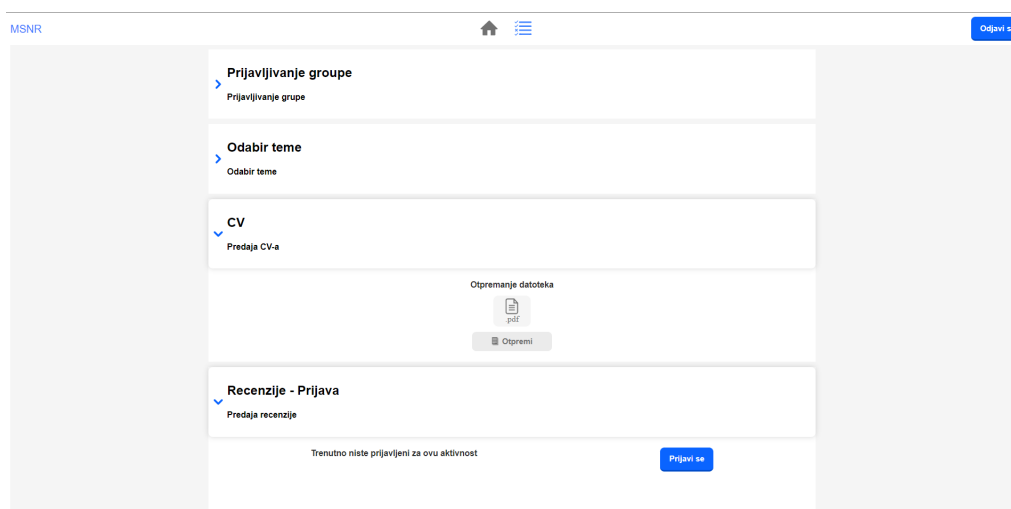 MSNR
Odjavi s
Prijavljivanje groupe
Prijavljivanje grupe
Odabir teme
Odabir teme
CV
Predaja CV-a
Otpremanje datoteka
.pdf
Otpremi
Recenzije - Prijava
Predaja recenzije
Trenutno niste prijavljeni za ovu aktivnost
Prijavi se